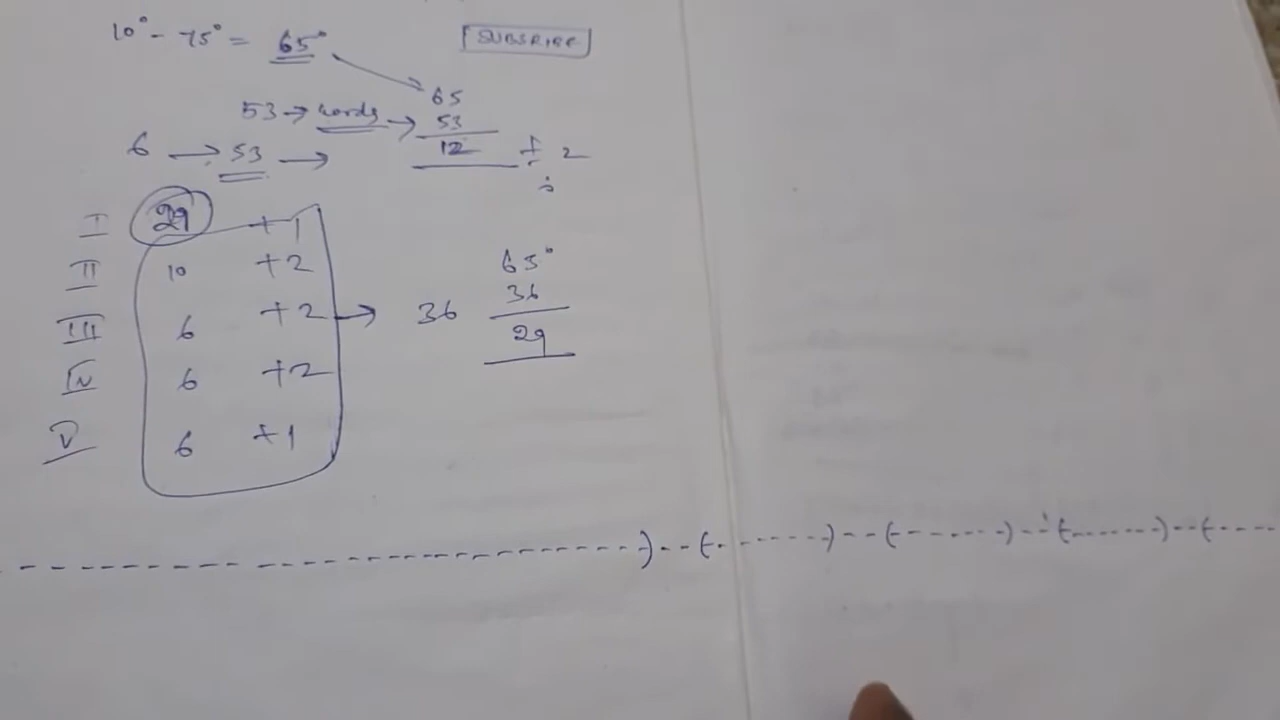 10° - 75° = 65°
SUBSRIBE
65
53 → words → 53
6 → 53 → 12 + 2
I 29 + 1
II 10 + 2
65°
III 6 + 2 → 36 36
29
IV 6 + 2
V 6 + 1